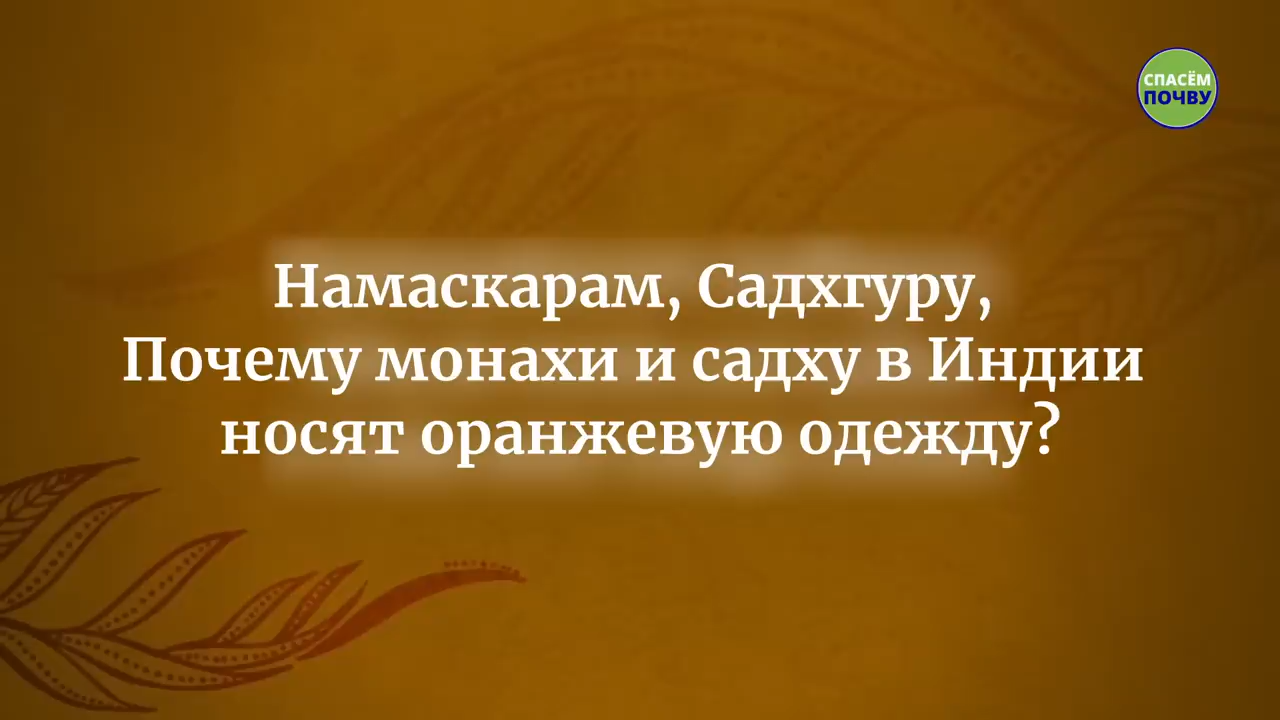 СПАСЁМ
ПОЧВУ
Намаскарам, Садхгуру,
Почему монахи и садху в Индии
носят оранжевую одежду?